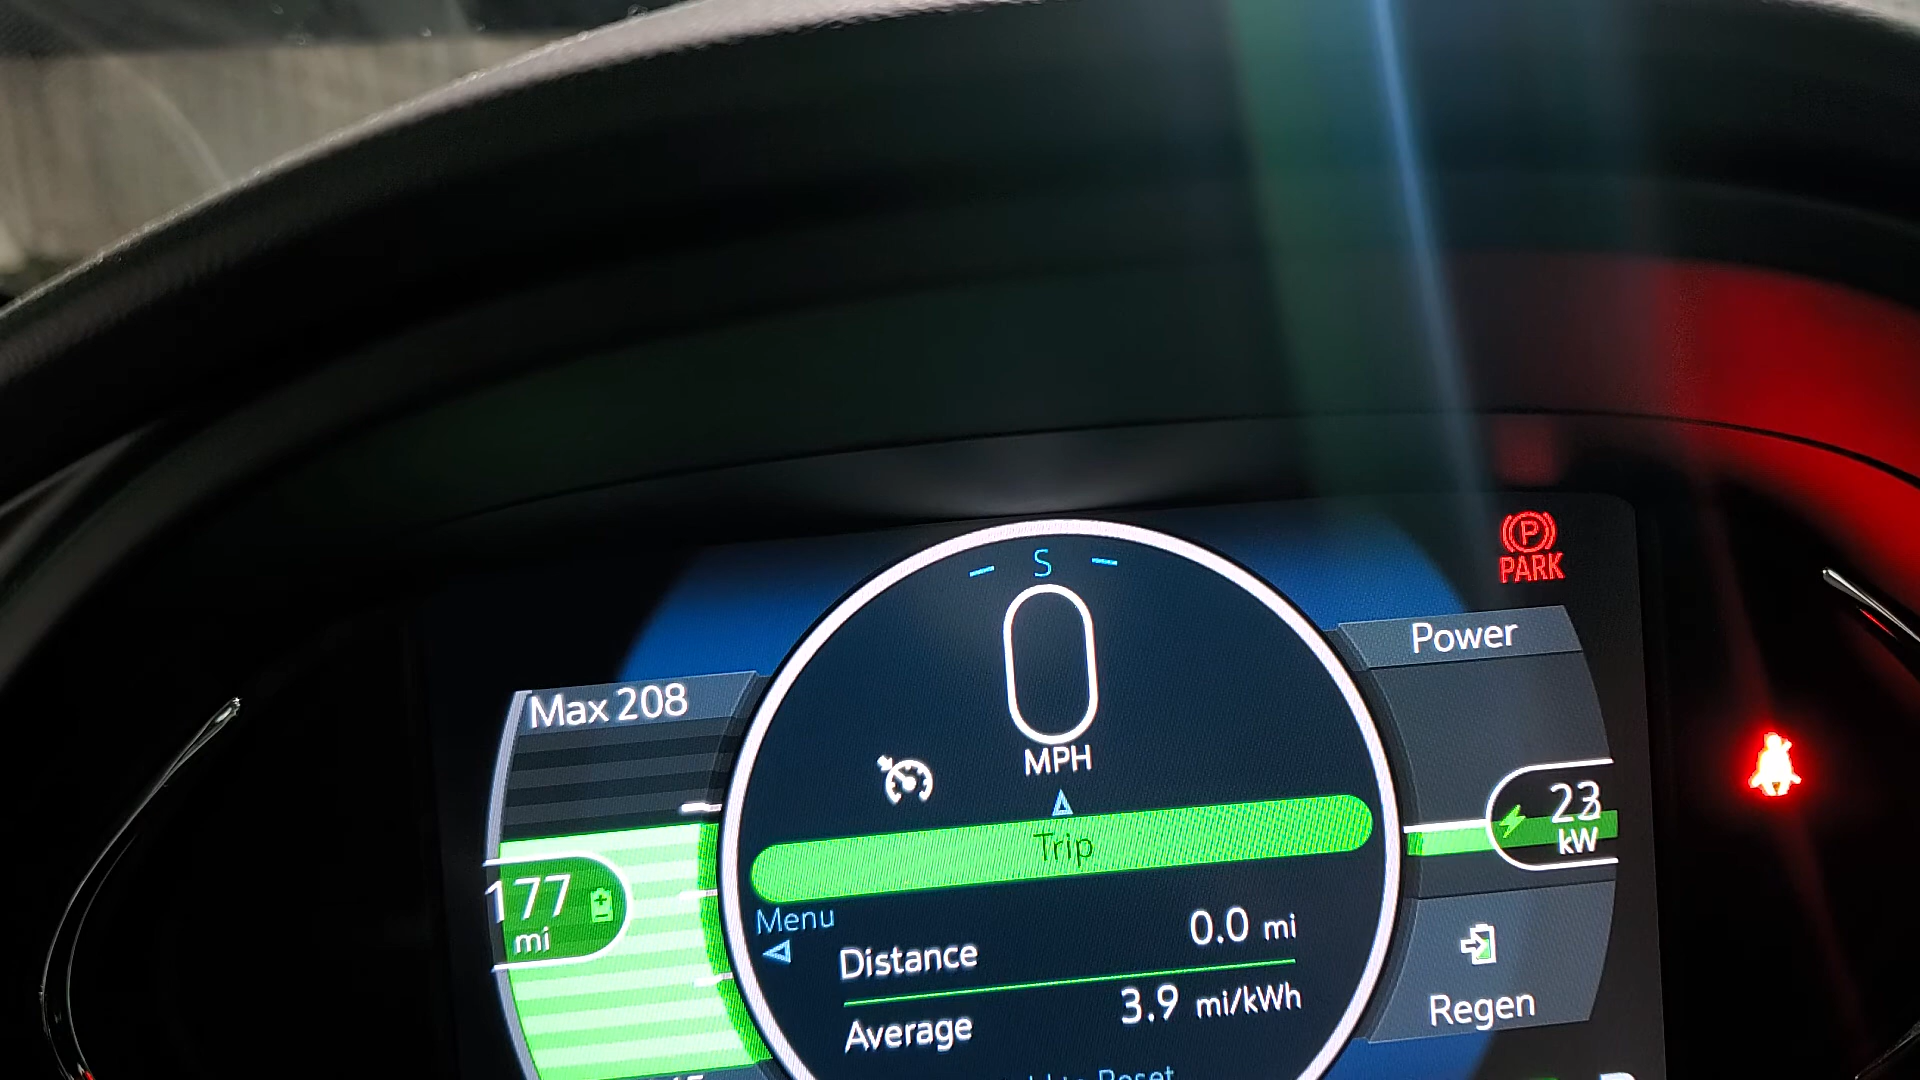 S
P
PARK
Power
Max 208
0
MPH
23
kW
Trip
177
mi
Menu
Distance 0.0 mi
Average 3.9 mi/kWh
Regen
Reset